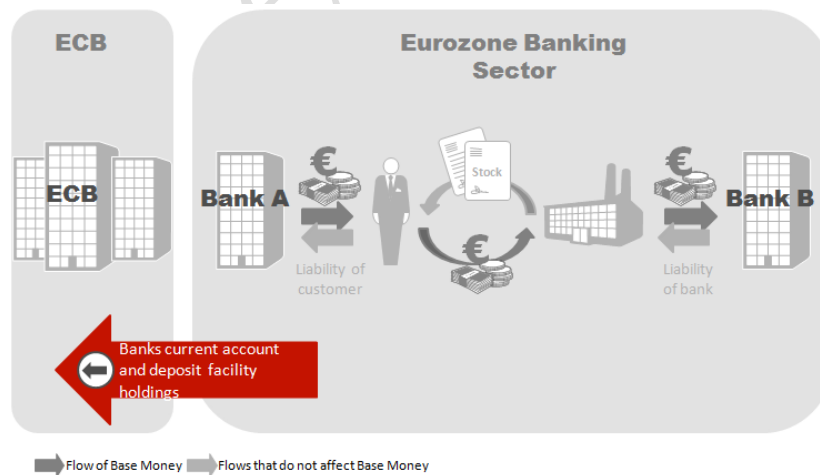 ECB
Eurozone Banking
Sector
ECB
Bank A
€
Stock
€
€
Bank B
Liability of
customer
Liability
of bank
Banks current account
and deposit facility
holdings
Flow of Base Money
Flows that do not affect Base Money